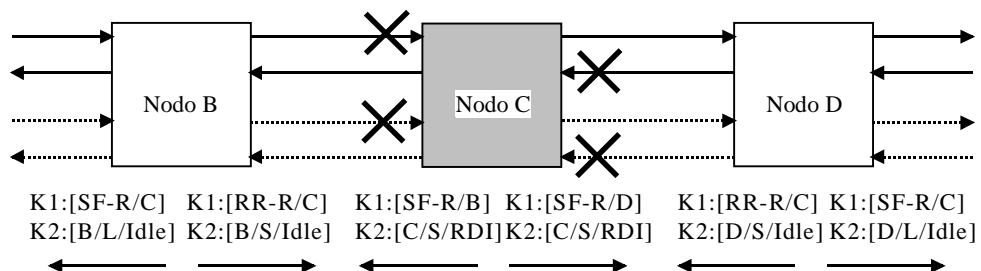 Nodo B
Nodo C
Nodo D
K1:[SF-R/C] K1:[RR-R/C] K1:[SF-R/B] K1:[SF-R/D] K1:[RR-R/C] K1:[SF-R/C]
K2:[B/L/Idle] K2:[B/S/Idle] K2:[C/S/RDI] K2:[C/S/RDI] K2:[D/S/Idle] K2:[D/L/Idle]